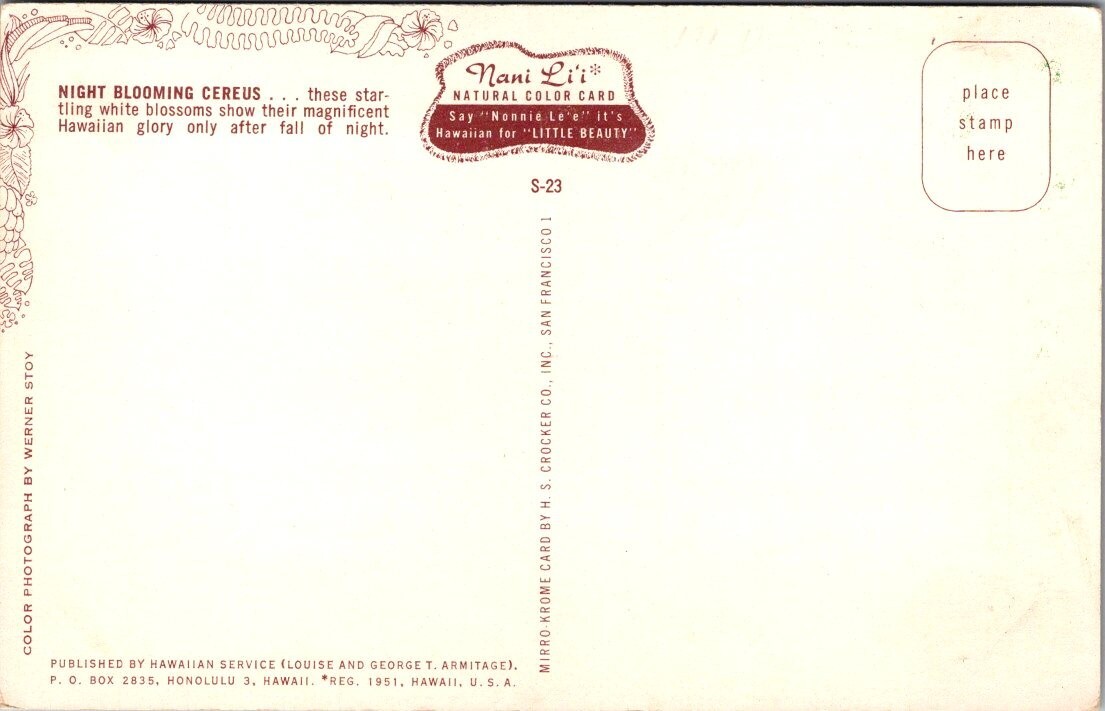 NIGHT BLOOMING CEREUS . . . these star-
tling white blossoms show their magnificent
Hawaiian glory only after fall of night.
Nani Li'i*
NATURAL COLOR CARD
Say "Nonnie Le'e" It's
Hawaiian for "LITTLE BEAUTY"
S-23
place
stamp
here
COLOR PHOTOGRAPH BY WERNER STOY
MIRRO-KROME CARD BY H. S. CROCKER CO., INC., SAN FRANCISCO 1
PUBLISHED BY HAWAIIAN SERVICE (LOUISE AND GEORGE T. ARMITAGE),
P. O. BOX 2835, HONOLULU 3, HAWAII. *REG. 1951, HAWAII, U.S.A.